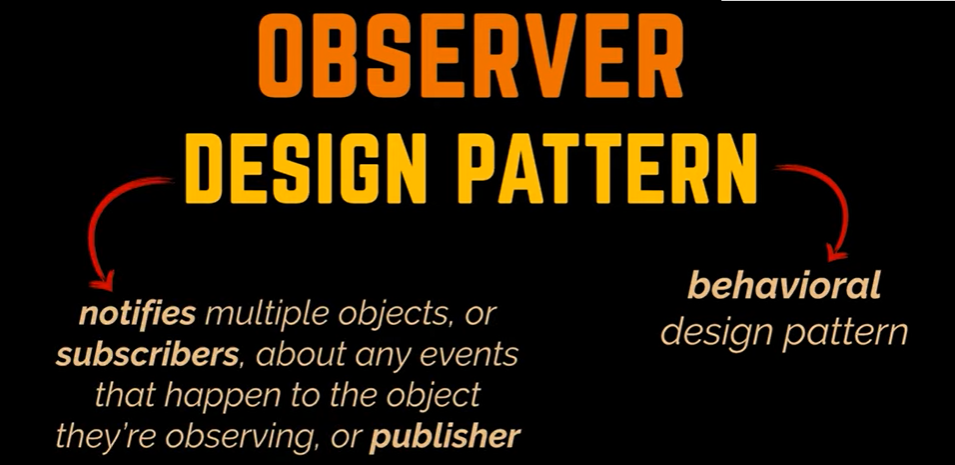 OBSERVER
DESIGN PATTERN
notifies multiple objects, or
subscribers, about any events
that happen to the object
they're observing, or publisher
behavioral
design pattern